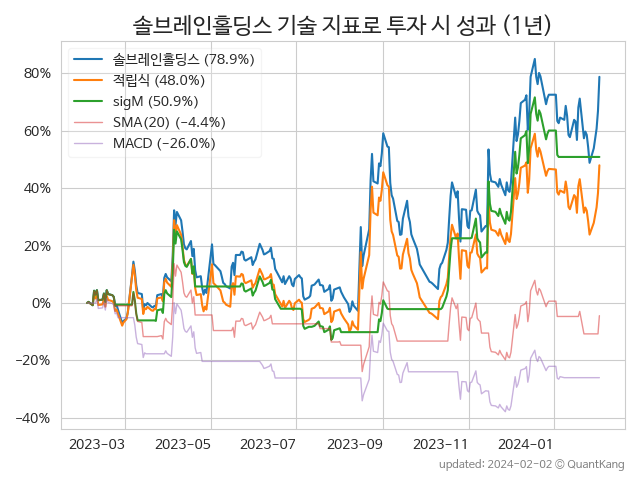 솔브레인홀딩스 기술 지표로 투자 시 성과 (1년)
솔브레인홀딩스 (78.9%)
적립식 (48.0%)
sigM (50.9%)
SMA(20) (−4.4%)
MACD (−26.0%)
80%
60%
40%
20%
0%
−20%
−40%
2023-03 2023-05 2023-07 2023-09 2023-11 2024-01
updated: 2024-02-02 © QuantKang